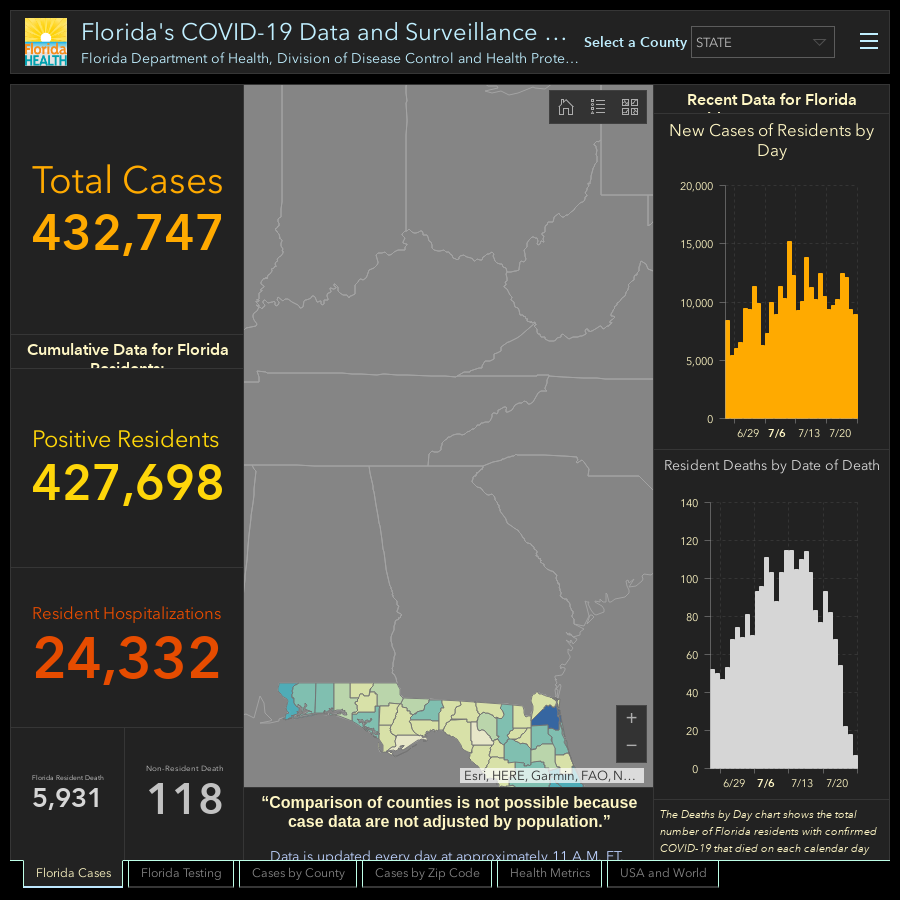 Florida's COVID-19 Data and Surveillance ...
Florida Department of Health, Division of Disease Control and Health Prote...
Select a County
STATE
Florida
HEALTH
Total Cases
432,747
Cumulative Data for Florida
Residents:
Positive Residents
427,698
Resident Hospitalizations
24,332
Florida Resident Death
5,931
Non-Resident Death
118
Esri, HERE, Garmin, FAO, N...
“Comparison of counties is not possible because
case data are not adjusted by population.”
Data is updated every day at approximately 11 A.M. ET.
Recent Data for Florida
New Cases of Residents by
Day
20,000
15,000
10,000
5,000
0
6/29
7/6
7/13
7/20
Resident Deaths by Date of Death
140
120
100
80
60
40
20
0
6/29
7/6
7/13
7/20
The Deaths by Day chart shows the total
number of Florida residents with confirmed
COVID-19 that died on each calendar day
Florida Cases
Florida Testing
Cases by County
Cases by Zip Code
Health Metrics
USA and World